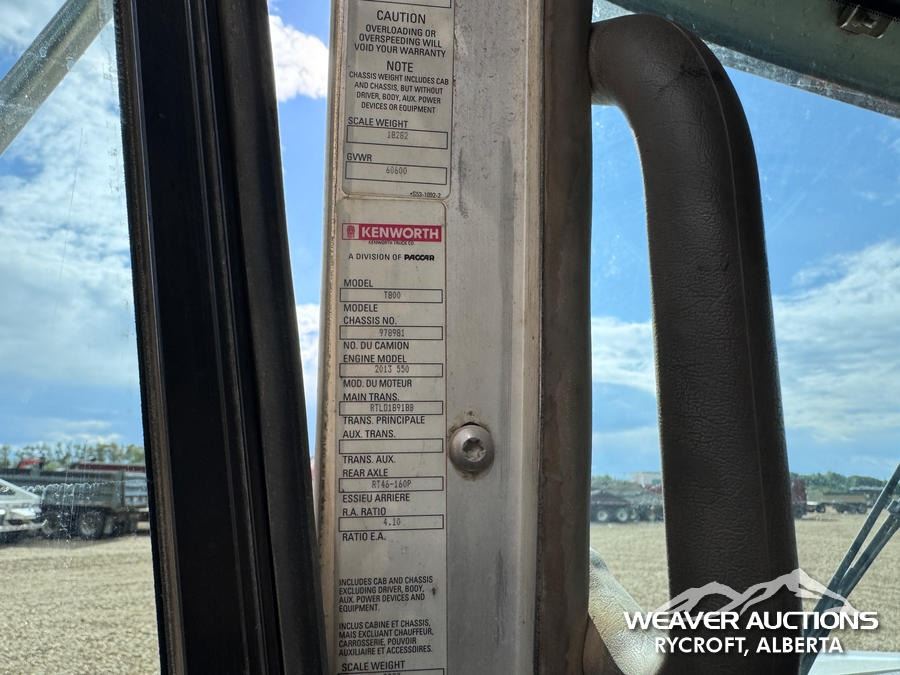 CAUTION
OVERLOADING OR
OVERSPEEDING WILL
VOID YOUR WARRANTY
NOTE
CHASSIS WEIGHT INCLUDES CAB
AND CHASSIS, BUT WITHOUT
DRIVER, BODY, AUX. POWER
DEVICES OR EQUIPMENT
SCALE WEIGHT
18282
GVWR
60600
S53-1092-2
KENWORTH
KENWORTH TRUCK CO.
A DIVISION OF PACCAR
MODEL
T800
MODELE
CHASSIS NO.
978981
NO. DU CAMION
ENGINE MODEL
2013 550
MOD. DU MOTEUR
MAIN TRANS.
RTLO18918B
TRANS. PRINCIPALE
AUX. TRANS.
TRANS. AUX.
REAR AXLE
RT46-160P
ESSIEU ARRIERE
R.A. RATIO
4.10
RATIO E.A.
INCLUDES CAB AND CHASSIS
EXCLUDING DRIVER, BODY,
AUX. POWER DEVICES AND
EQUIPMENT.
INCLUS CABINE ET CHASSIS,
MAIS EXCLUANT CHAUFFEUR,
CARROSSERIE, POUVOIR
AUXILIAIRE ET ACCESSOIRES.
SCALE WEIGHT
WEAVER AUCTIONS
RYCROFT, ALBERTA